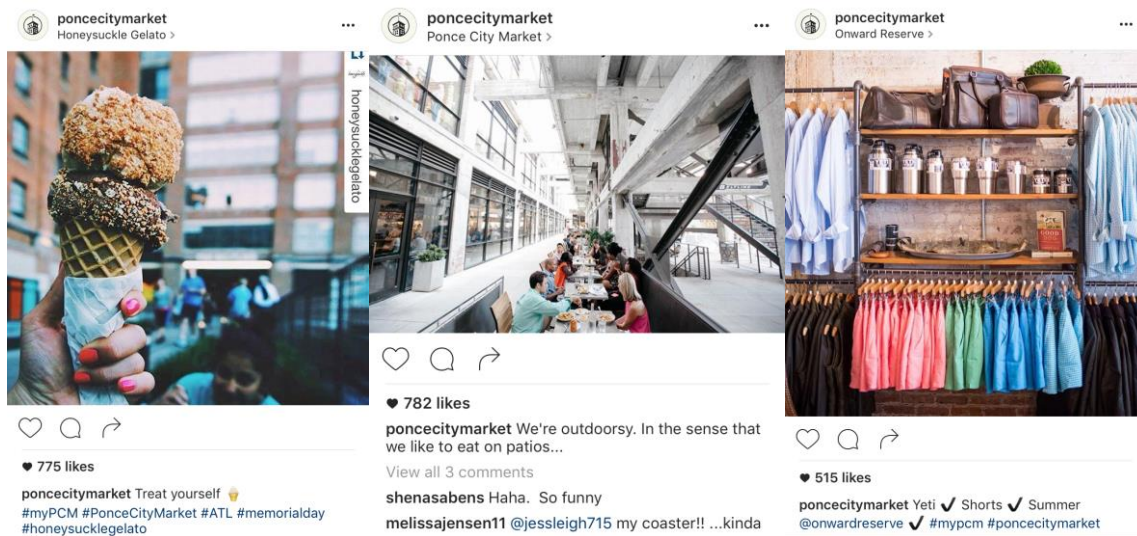 poncecitymarket
Honeysuckle Gelato >
honeysucklegelato
775 likes
poncecitymarket Treat yourself 🍦
#myPCM #PonceCityMarket #ATL #memorialday
#honeysucklegelato
poncecitymarket
Ponce City Market >
782 likes
poncecitymarket We're outdoorsy. In the sense that
we like to eat on patios...
View all 3 comments
shenasabens Haha. So funny
melissajensen11 @jessleigh715 my coaster!! ...kinda
poncecitymarket
Onward Reserve >
515 likes
poncecitymarket Yeti ✔ Shorts ✔ Summer
@onwardreserve ✔ #mypcm #poncecitymarket